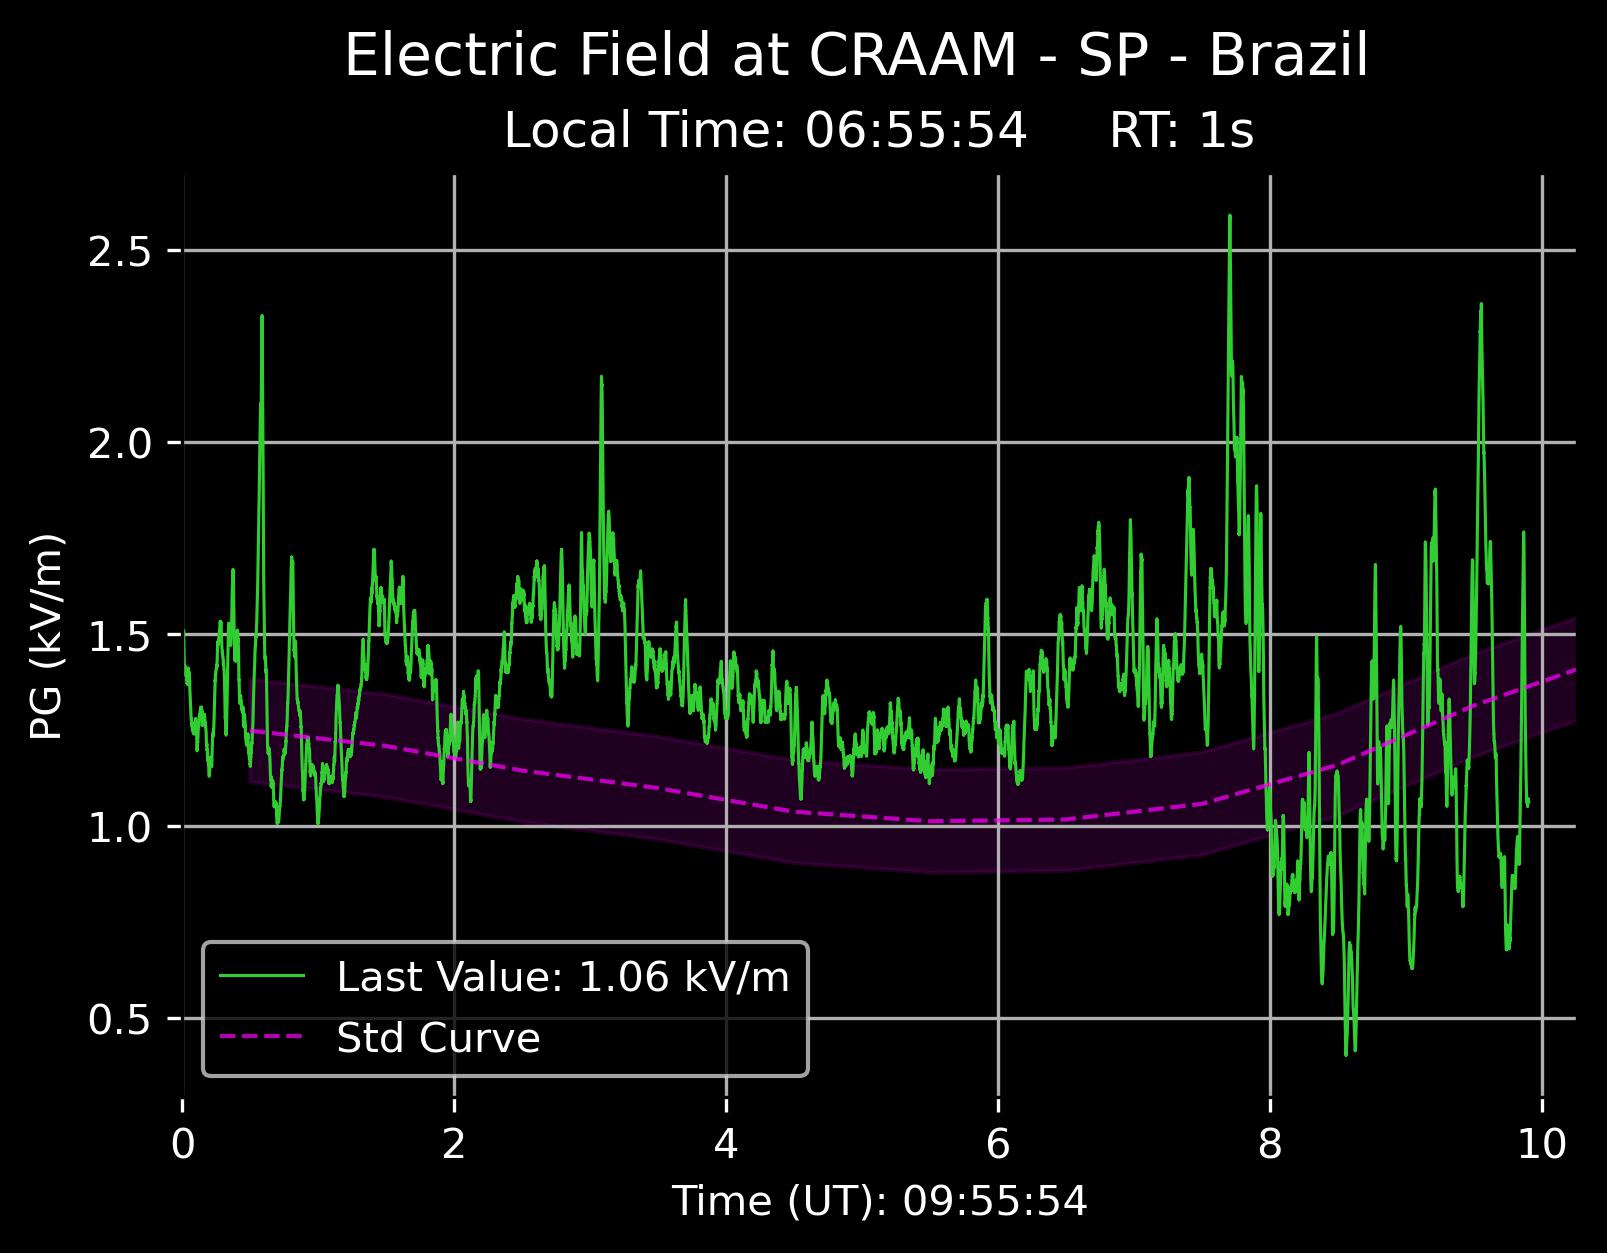 Electric Field at CRAAM - SP - Brazil
Local Time: 06:55:54 RT: 1s
2.5
2.0
1.5
1.0
0.5
PG (kV/m)
Last Value: 1.06 kV/m
Std Curve
0 2 4 6 8 10
Time (UT): 09:55:54